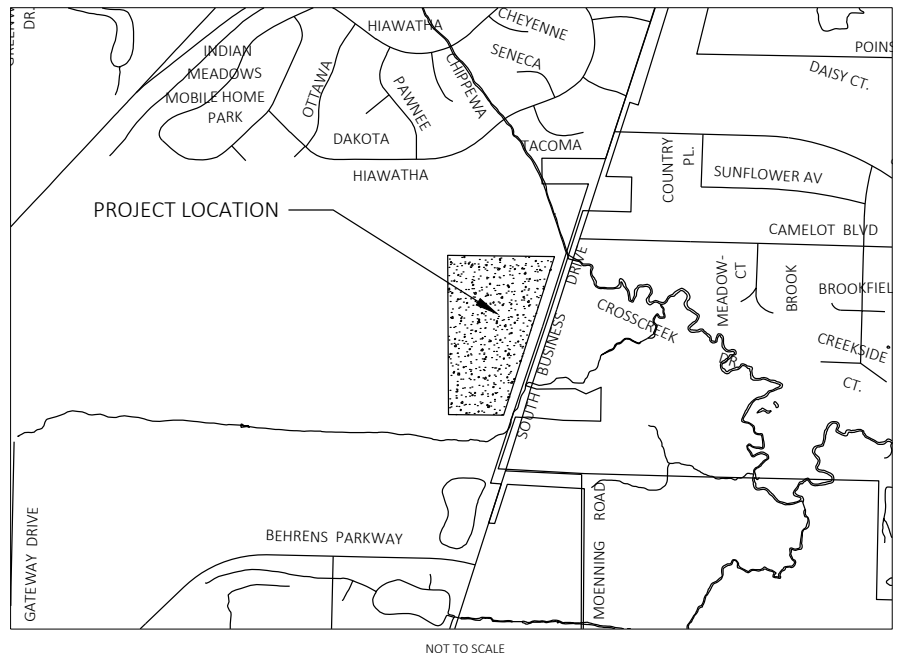 DR.
HIAWATHA
CHEYENNE
INDIAN
MEADOWS
MOBILE HOME
PARK
OTTAWA
PAWNEE
CHIPPEWA
SENECA
POINS
DAISY CT.
DAKOTA
HIAWATHA
TACOMA
COUNTRY
PL.
SUNFLOWER AV
PROJECT LOCATION
CAMELOT BLVD
SOUTH BUSINESS DRIVE
CROSSCREEK
DR.
MEADOW-
CT
BROOK
BROOKFIEL
CREEKSIDE
CT.
GATEWAY DRIVE
BEHRENS PARKWAY
MOENNING ROAD
NOT TO SCALE